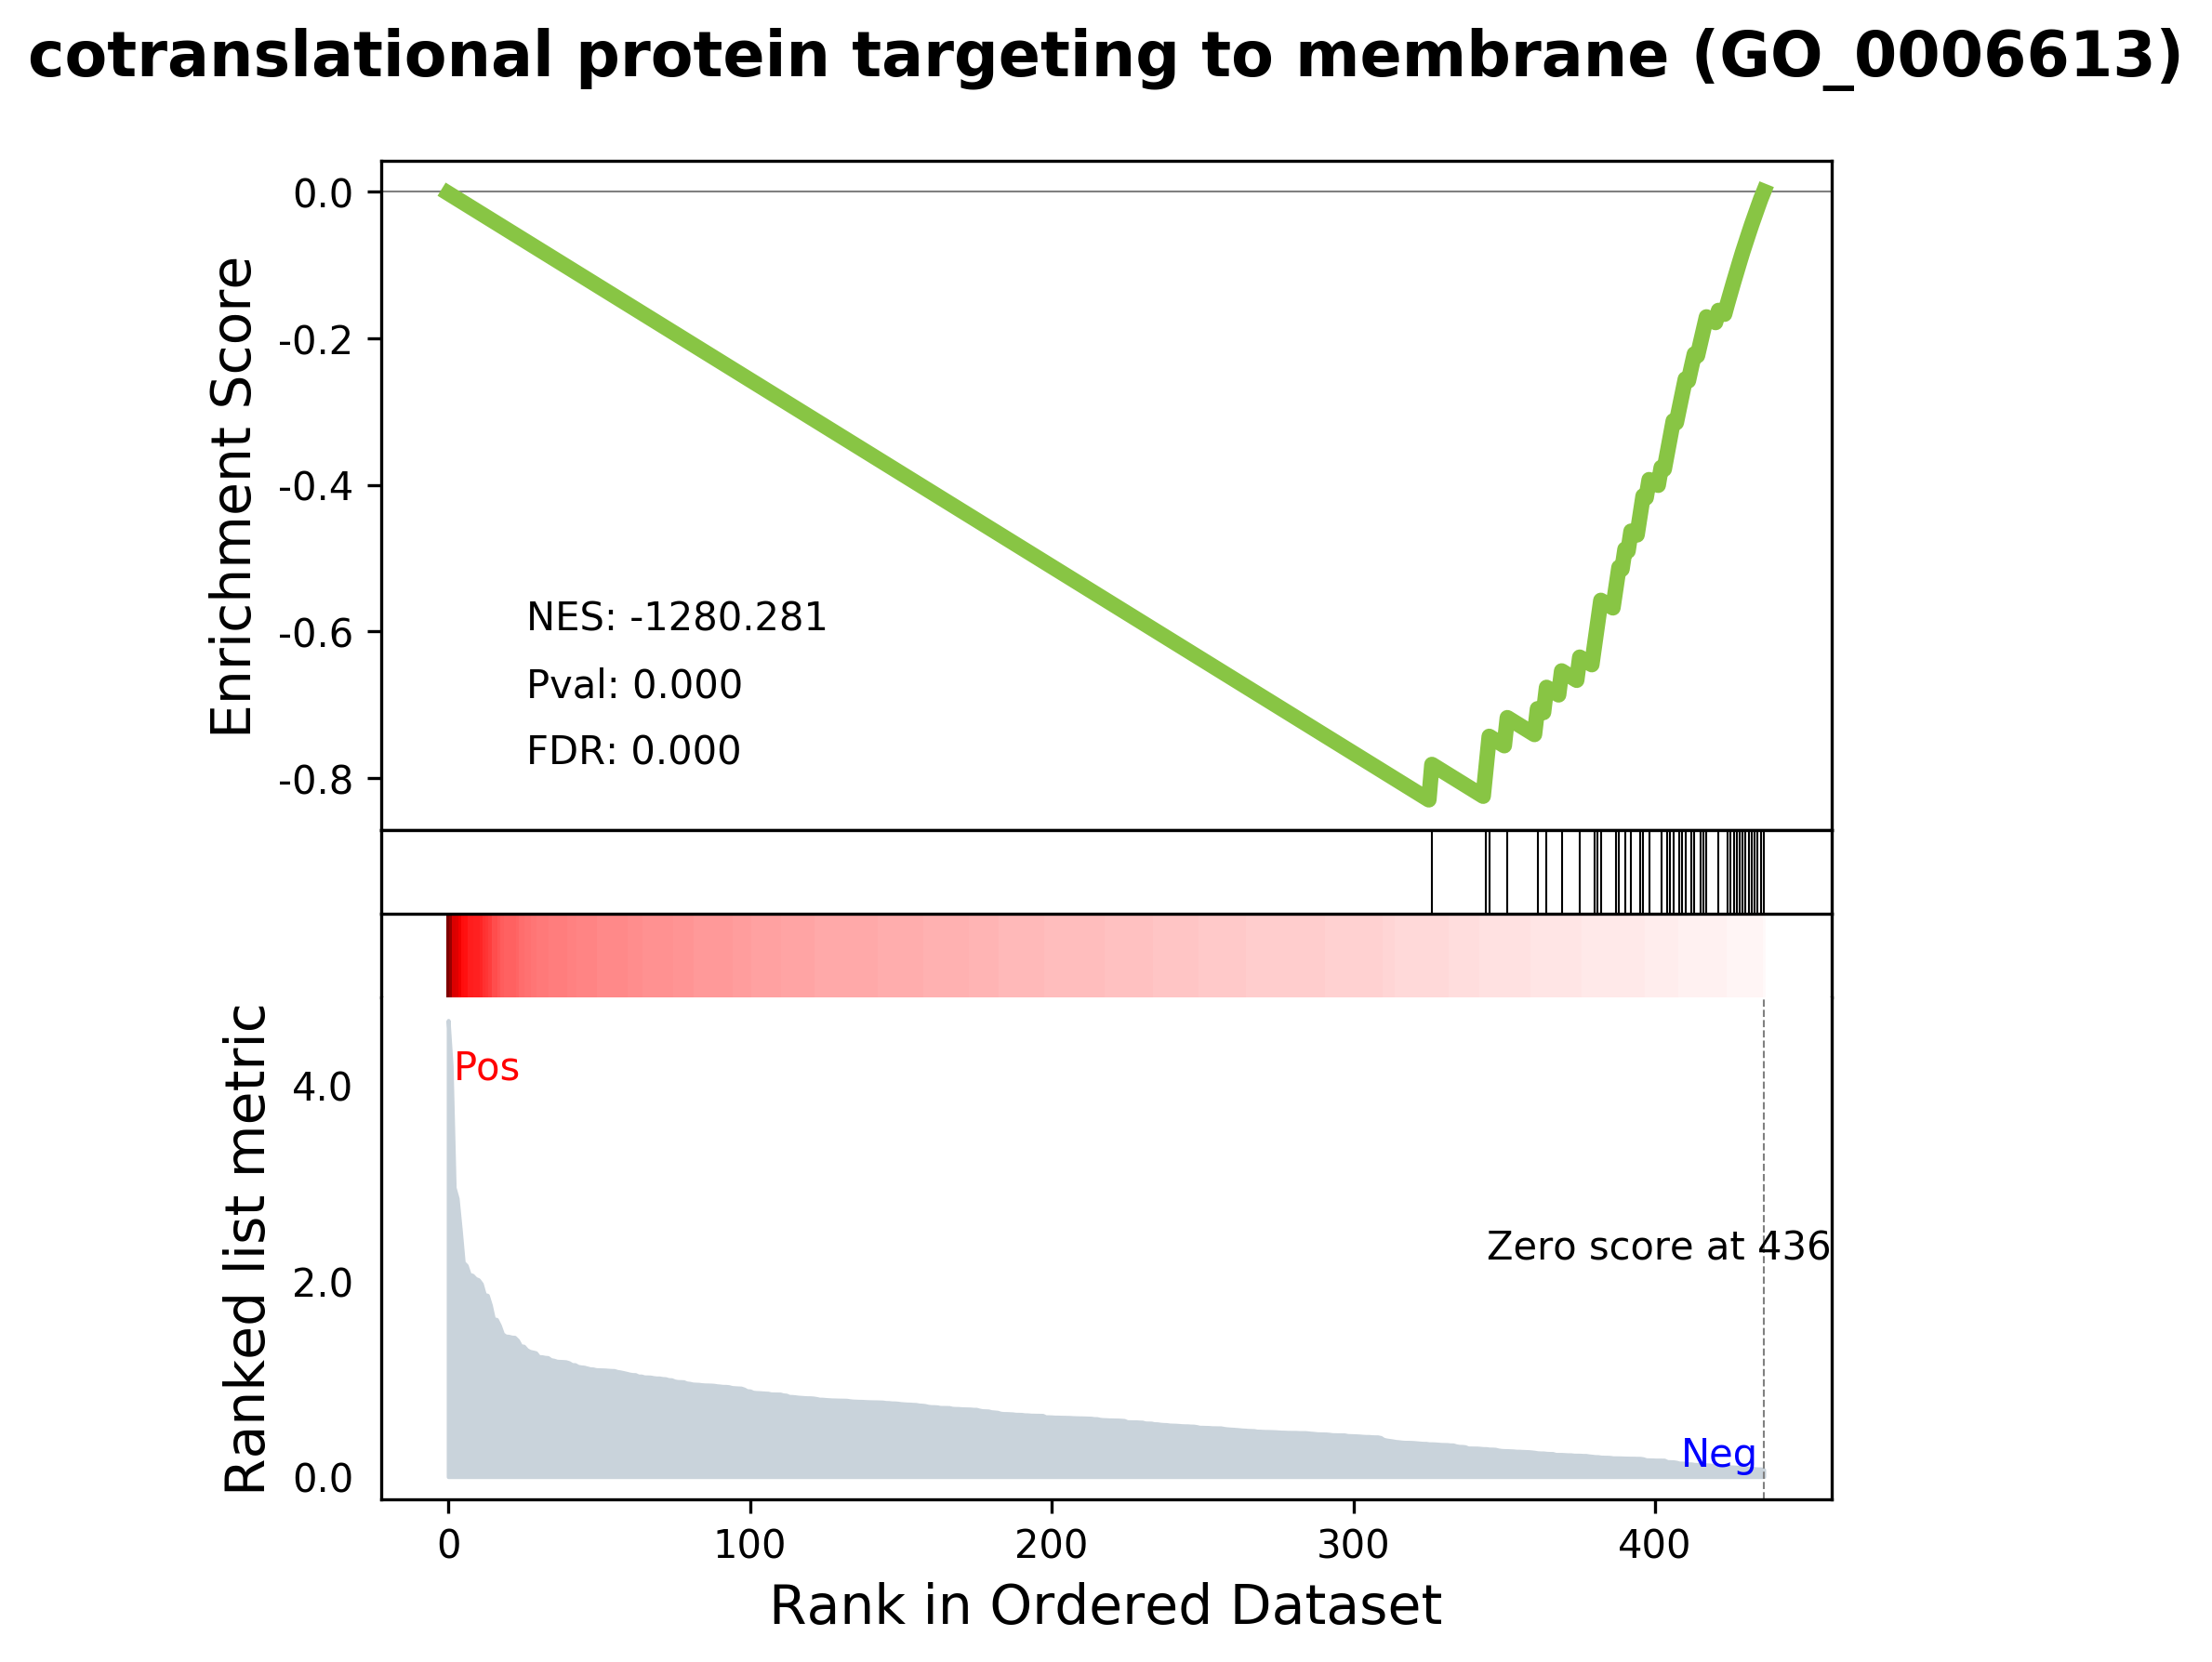 cotranslational protein targeting to membrane (GO_0006613)
Enrichment Score
0.0
-0.2
-0.4
-0.6
-0.8
NES: -1280.281
Pval: 0.000
FDR: 0.000
Ranked list metric
4.0
2.0
0.0
Pos
Zero score at 436
Neg
0
100
200
300
400
Rank in Ordered Dataset